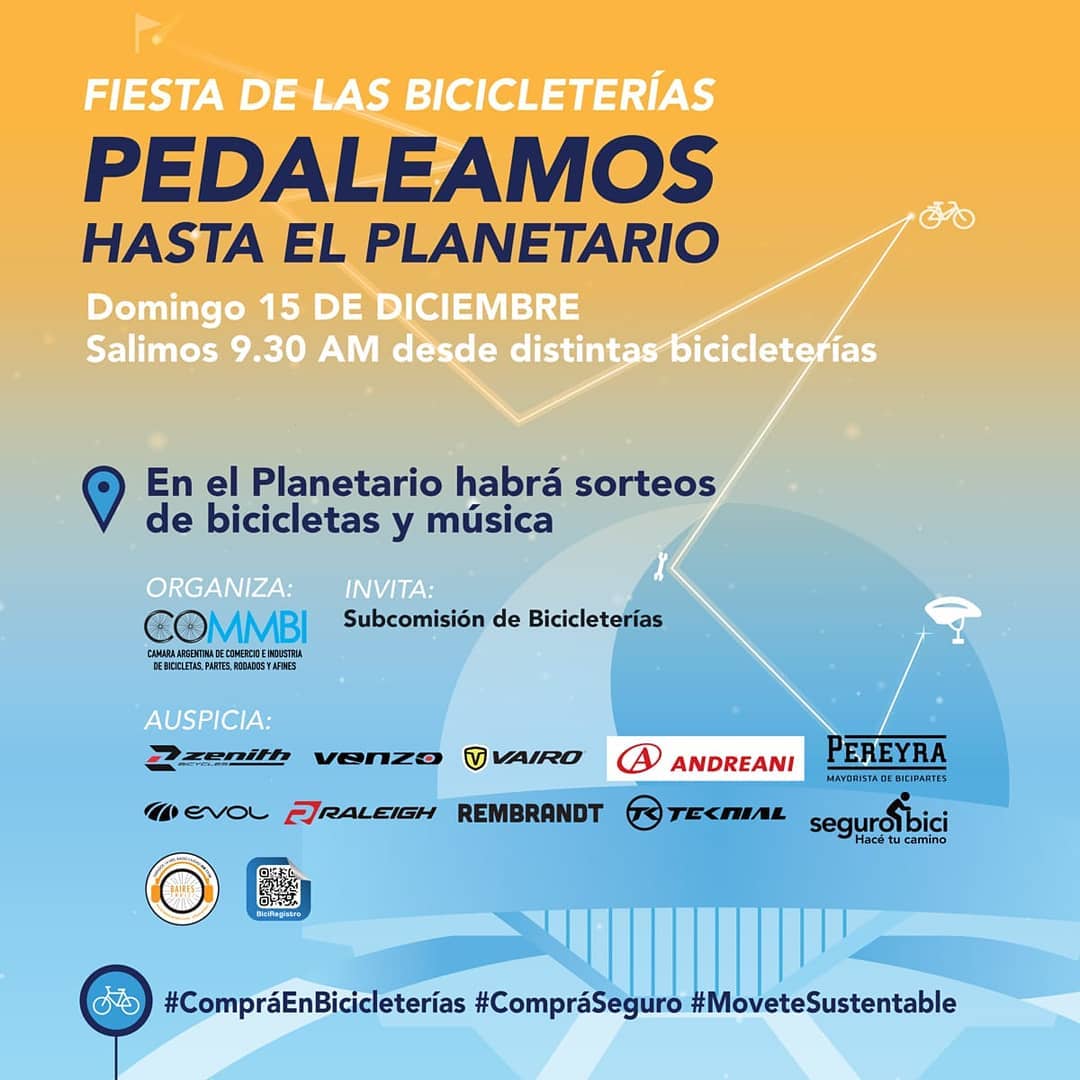 FIESTA DE LAS BICICLETERÍAS
PEDALEAMOS
HASTA EL PLANETARIO
Domingo 15 DE DICIEMBRE
Salimos 9.30 AM desde distintas bicicleterías
En el Planetario habrá sorteos
de bicicletas y música
ORGANIZA:
COMMBI
CAMARA ARGENTINA DE COMERCIO E INDUSTRIA
DE BICICLETAS, PARTES, RODADOS Y AFINES
INVITA:
Subcomisión de Bicicleterías
AUSPICIA:
zenith
BICYCLES
VENZO
VAIRO
ANDREANI
PEREYRA
MAYORISTA DE BICIPARTES
EVOL
RALEIGH
REMBRANDT
TK TEKNIAL
seguro bici
Hacé tu camino
BAIRES
BiciRegistro
#CompráEnBicicleterías #CompráSeguro #MoveteSustentable